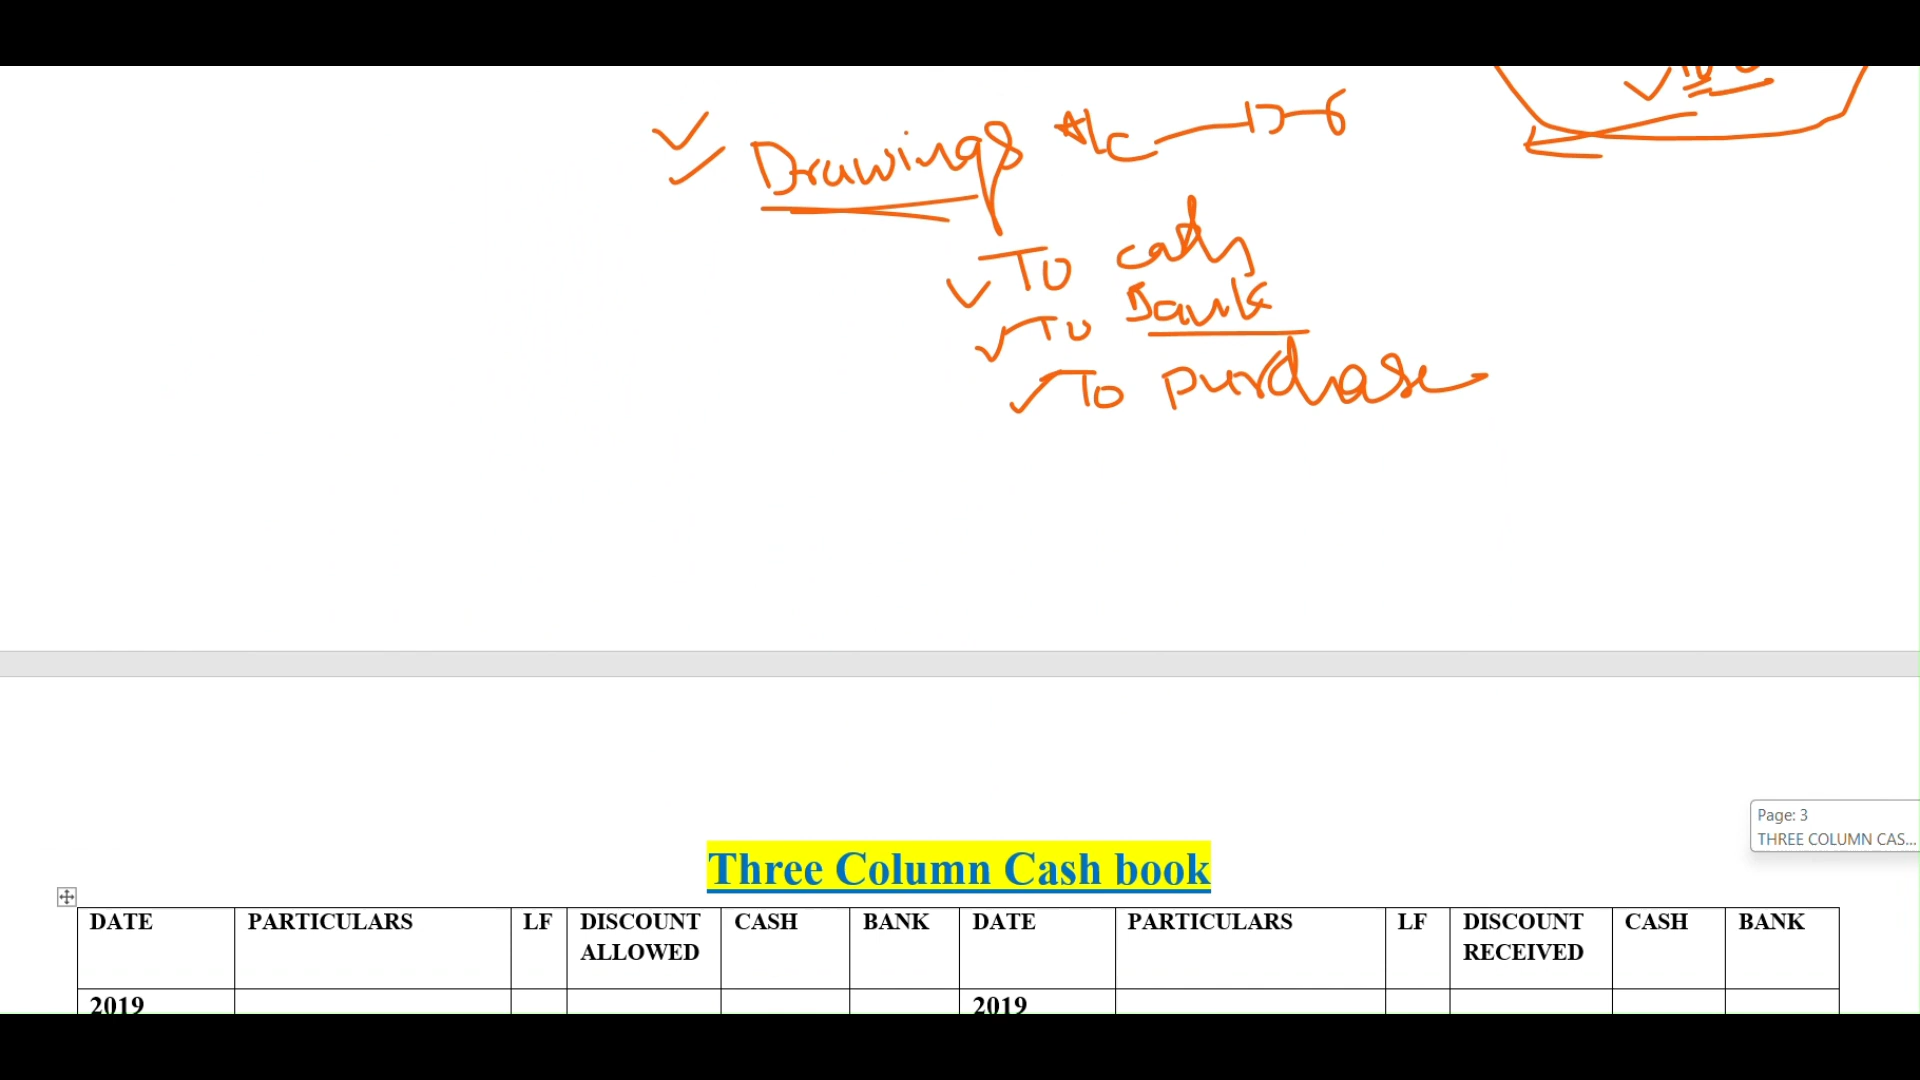 Drawings A/c — Dr
To cash
To Bank
To purchase
Page: 3
THREE COLUMN CAS...
Three Column Cash book
DATE PARTICULARS LF DISCOUNT ALLOWED CASH BANK DATE PARTICULARS LF DISCOUNT RECEIVED CASH BANK
2019 2019